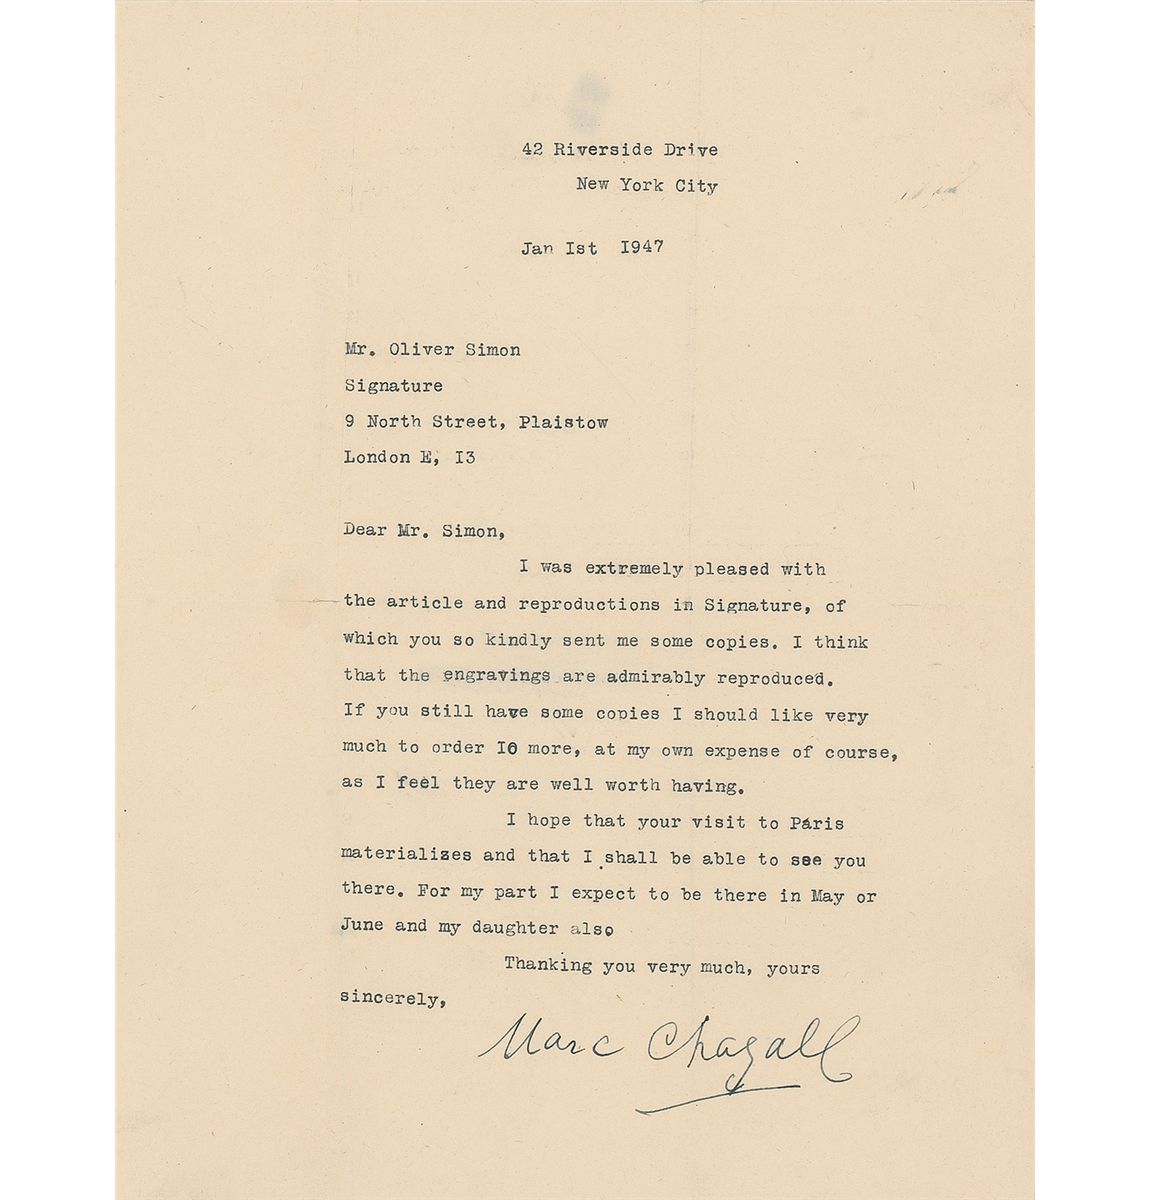 42 Riverside Drive
New York City
Jan Ist 1947
Mr. Oliver Simon
Signature
9 North Street, Plaistow
London E, I3
Dear Mr. Simon,
I was extremely pleased with
the article and reproductions in Signature, of
which you so kindly sent me some copies. I think
that the engravings are admirably reproduced.
If you still have some copies I should like very
much to order I0 more, at my own expense of course,
as I feel they are well worth having.
I hope that your visit to Paris
materializes and that I shall be able to see you
there. For my part I expect to be there in May or
June and my daughter also
Thanking you very much, yours
sincerely,
Marc Chagall